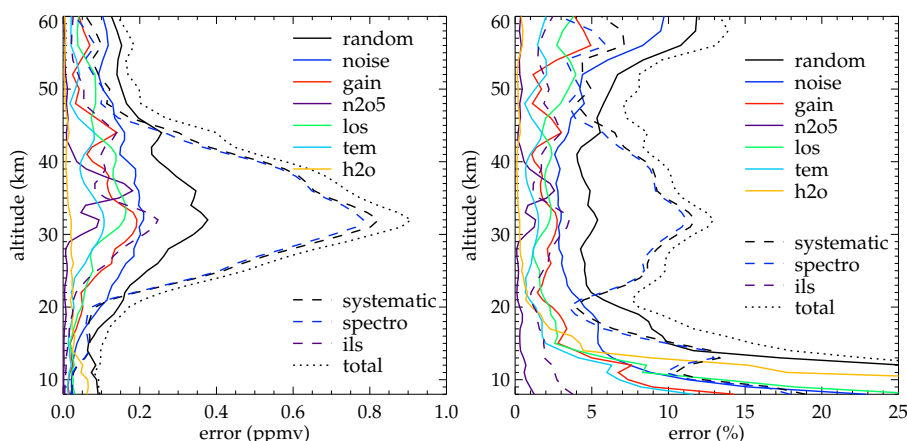 60
50
40
30
20
10
altitude (km)
0.0 0.2 0.4 0.6 0.8 1.0
error (ppmv)
random
noise
gain
n2o5
los
tem
h2o
systematic
spectro
ils
total
60
50
40
30
20
10
altitude (km)
0 5 10 15 20 25
error (%)
random
noise
gain
n2o5
los
tem
h2o
systematic
spectro
ils
total